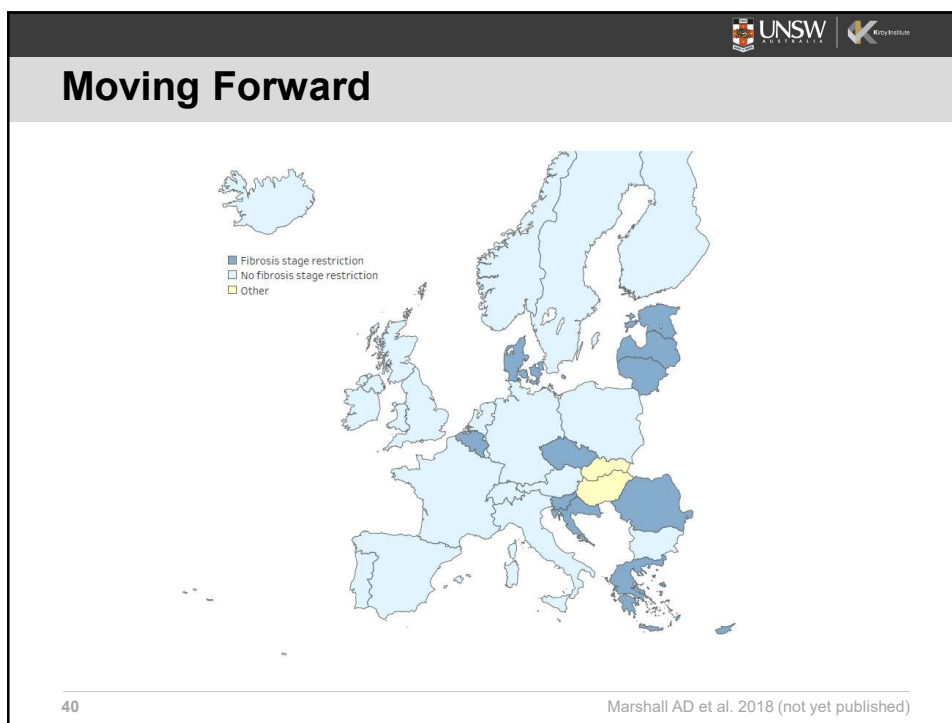 UNSW
AUSTRALIA
Kirby Institute
Moving Forward
Fibrosis stage restriction
No fibrosis stage restriction
Other
40
Marshall AD et al. 2018 (not yet published)